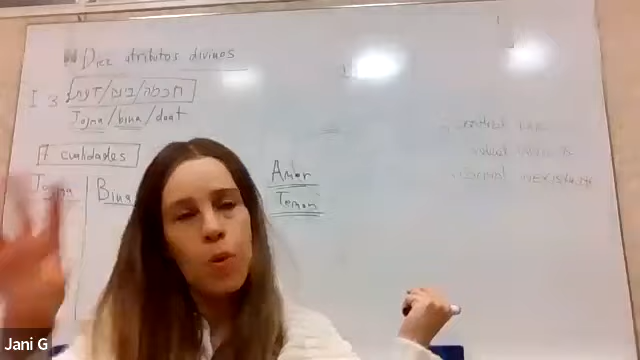 Diez atributos divinos
I 3 חכמה/בינה/דעת
Jojma/bina/daat
7 cualidades
Jojma Bina
Amor
Temor
Jani G